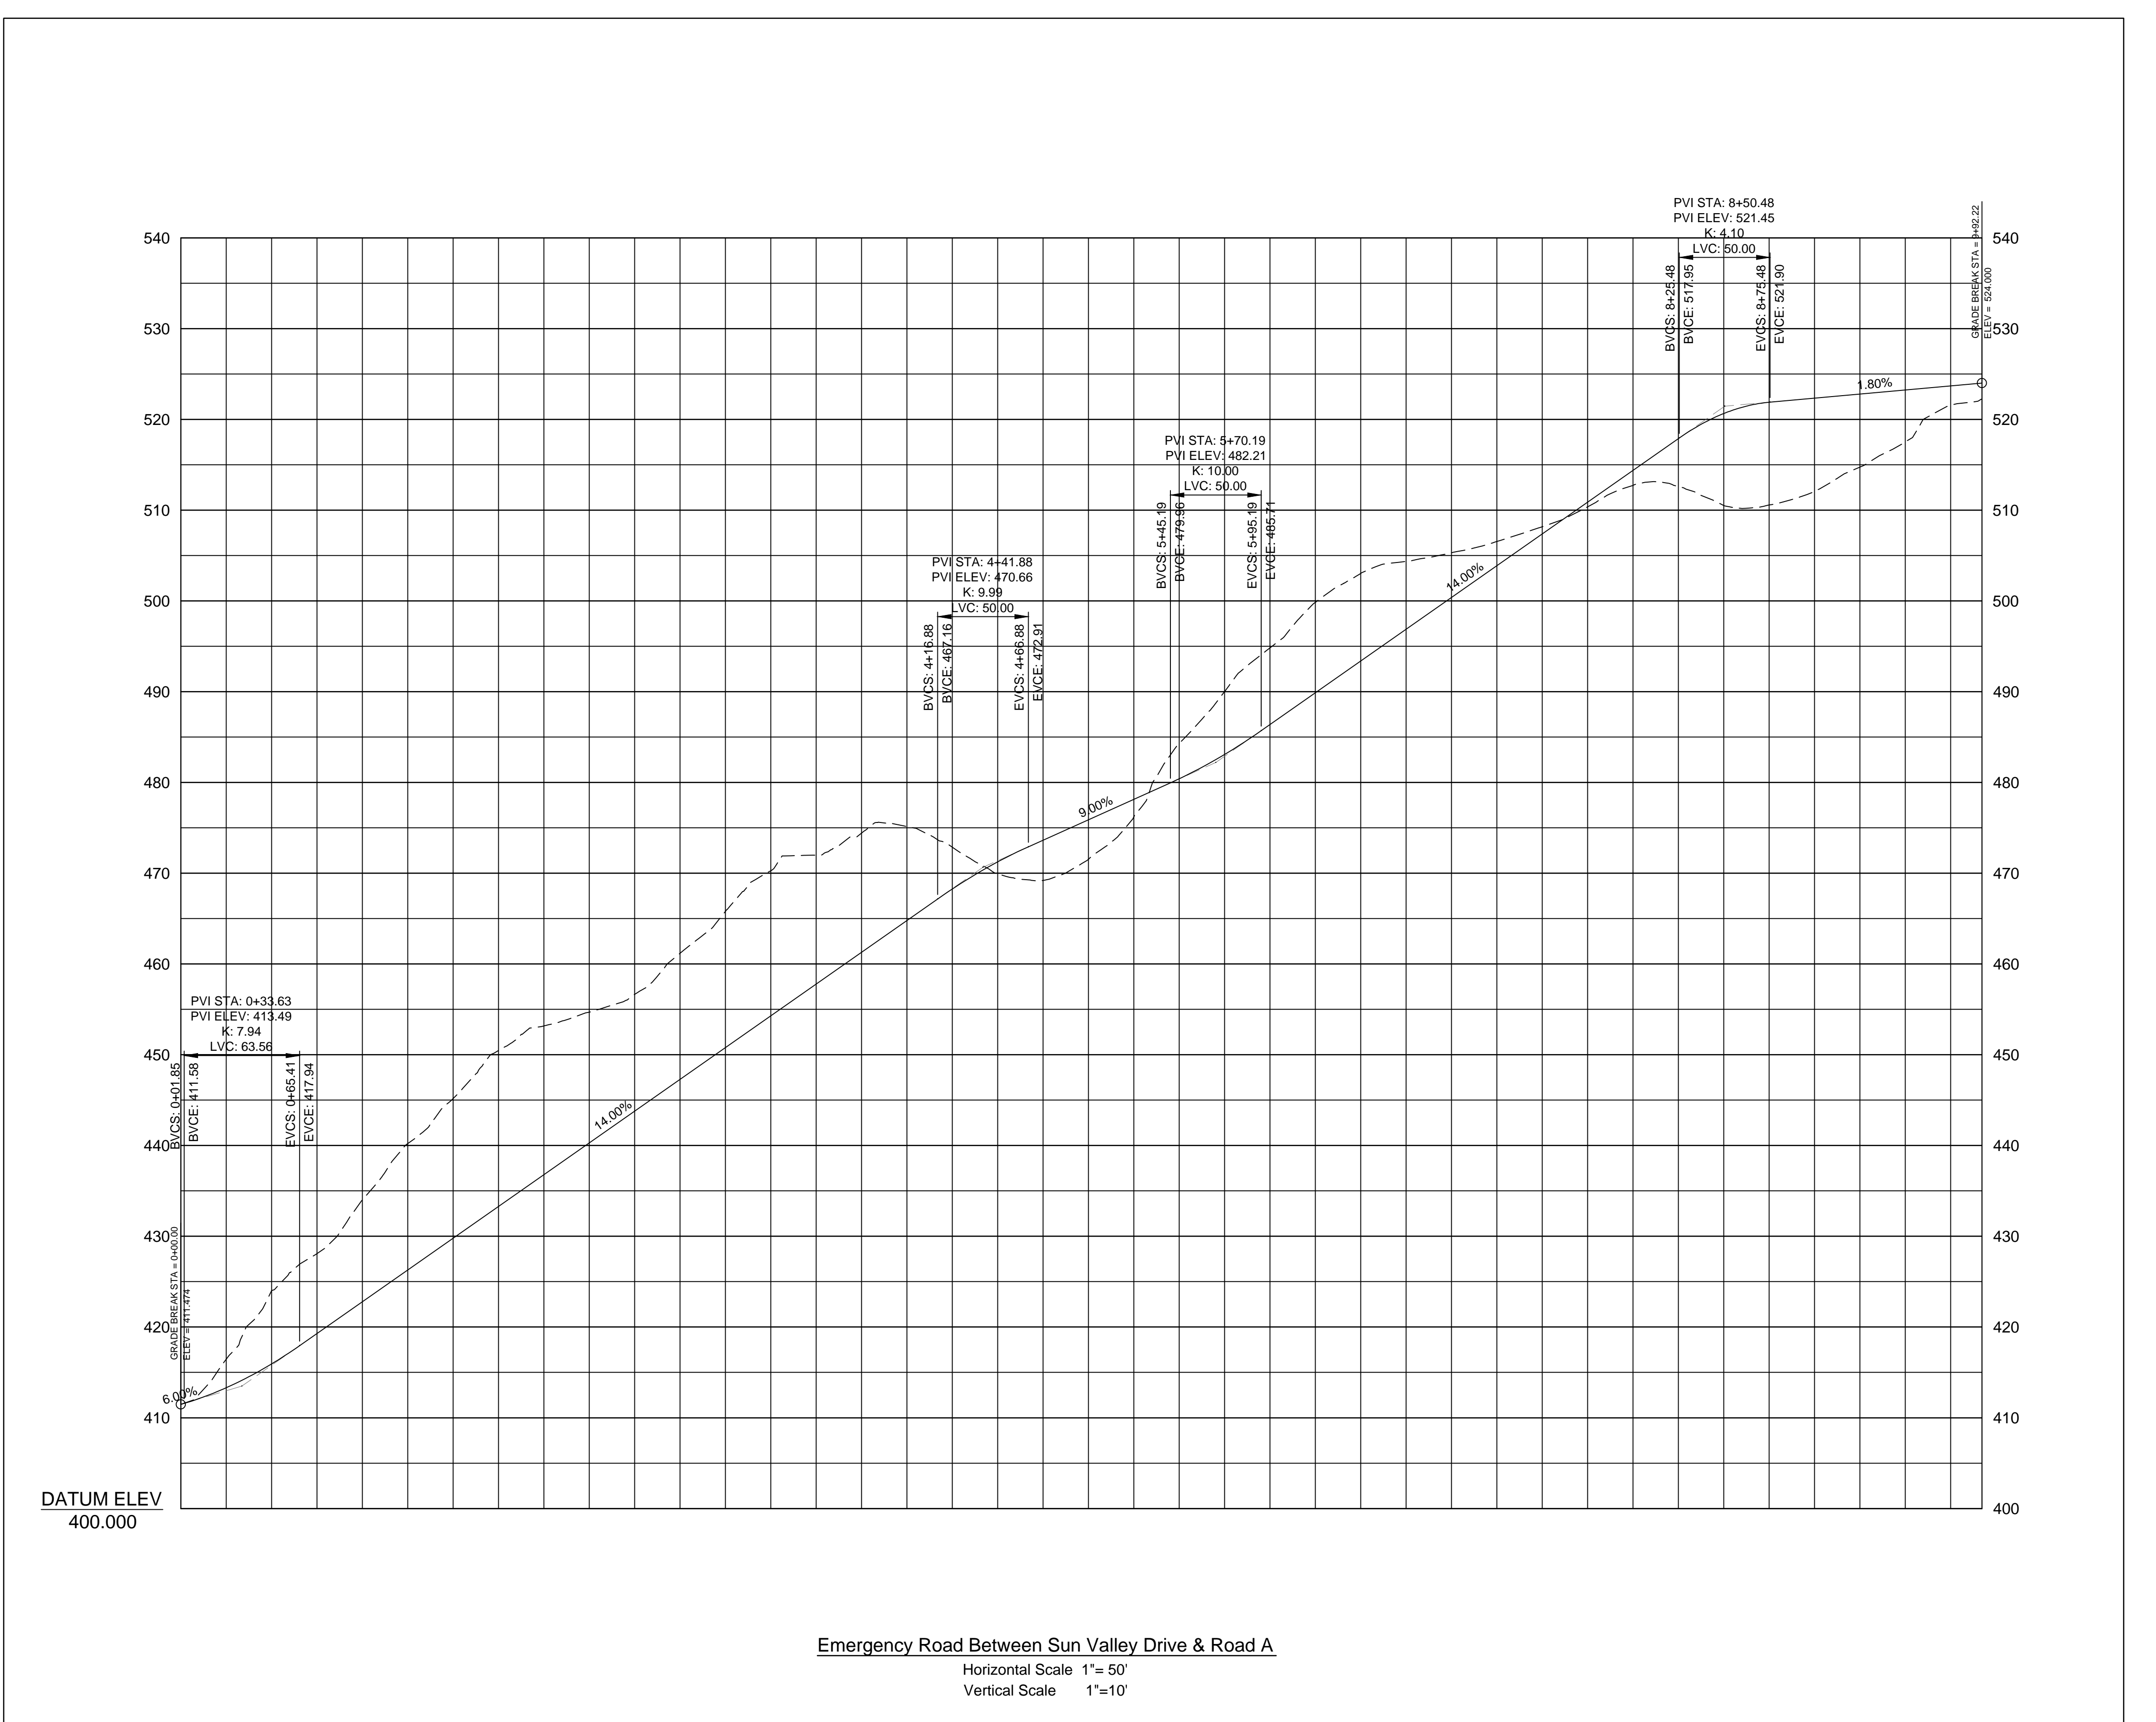 PVI STA: 8+50.48
PVI ELEV: 521.45
K: 4.10
LVC: 50.00
BVCS: 8+25.48
BVCE: 517.95
EVCS: 8+75.48
EVCE: 521.90
GRADE BREAK STA = 9+92.22
ELEV = 524.000
540
540
530
530
1.80%
520
520
PVI STA: 5+70.19
PVI ELEV: 482.21
K: 10.00
LVC: 50.00
BVCS: 5+45.19
BVCE: 479.96
EVCS: 5+95.19
EVCE: 485.71
510
510
PVI STA: 4+41.88
PVI ELEV: 470.66
K: 9.99
LVC: 50.00
BVCS: 4+16.88
BVCE: 467.16
EVCS: 4+66.88
EVCE: 472.91
14.00%
500
500
490
490
480
480
9.00%
470
470
460
460
PVI STA: 0+33.63
PVI ELEV: 413.49
K: 7.94
LVC: 63.56
450
450
BVCS: 0+01.85
BVCE: 411.58
EVCS: 0+65.41
EVCE: 417.94
14.00%
440
440
430
430
GRADE BREAK STA = 0+00.00
ELEV = 411.474
420
420
6.00%
410
410
DATUM ELEV
400.000
400
Emergency Road Between Sun Valley Drive & Road A
Horizontal Scale 1"= 50'
Vertical Scale 1"=10'